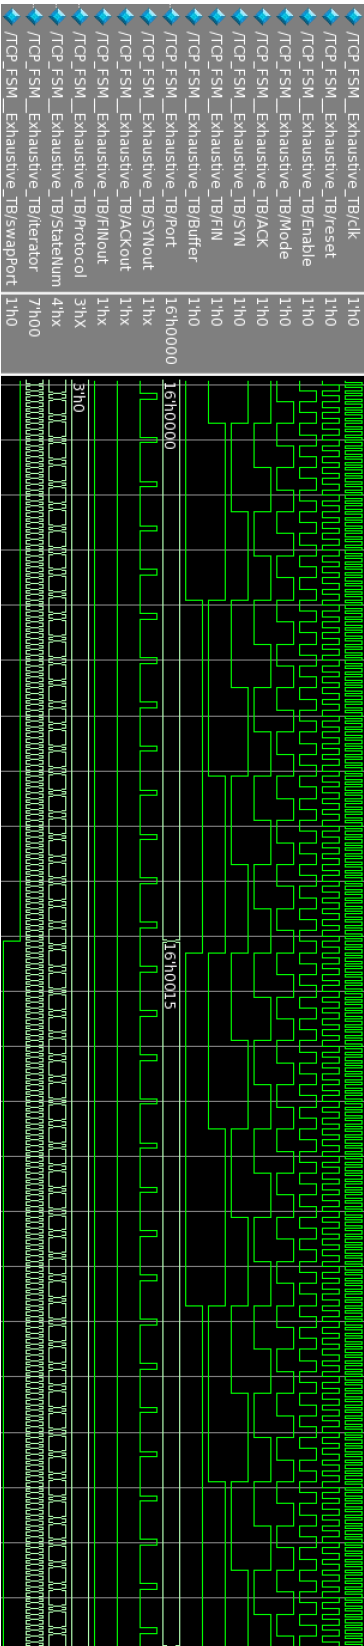 /TCP_FSM_Exhaustive_TB/clk 1'h0
/TCP_FSM_Exhaustive_TB/reset 1'h0
/TCP_FSM_Exhaustive_TB/Enable 1'h0
/TCP_FSM_Exhaustive_TB/Mode 1'h0
/TCP_FSM_Exhaustive_TB/ACK 1'h0
/TCP_FSM_Exhaustive_TB/SYN 1'h0
/TCP_FSM_Exhaustive_TB/FIN 1'h0
/TCP_FSM_Exhaustive_TB/Buffer 1'h0
/TCP_FSM_Exhaustive_TB/Port 16'h0000 16'h0000 16'h0015
/TCP_FSM_Exhaustive_TB/SYNout 1'hx
/TCP_FSM_Exhaustive_TB/ACKout 1'hx
/TCP_FSM_Exhaustive_TB/FINout 1'hx
/TCP_FSM_Exhaustive_TB/Protocol 3'hX 3'h0
/TCP_FSM_Exhaustive_TB/StateNum 4'hx
/TCP_FSM_Exhaustive_TB/iterator 7'h00
/TCP_FSM_Exhaustive_TB/swapPort 1'h0